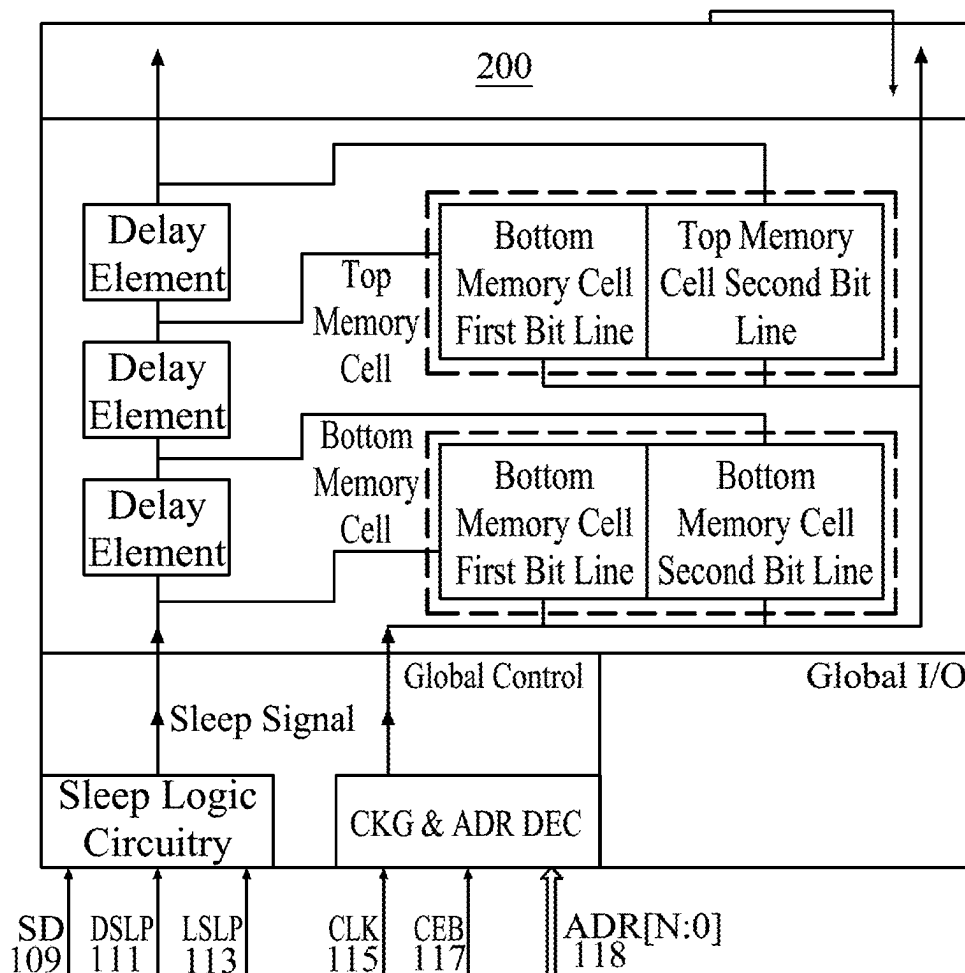 200
Delay
Element
Top
Memory
Cell
Bottom
Memory Cell
First Bit Line
Top Memory
Cell Second Bit
Line
Delay
Element
Bottom
Memory
Cell
Delay
Element
Bottom
Memory Cell
First Bit Line
Bottom
Memory Cell
Second Bit Line
Global Control
Global I/O
Sleep Signal
Sleep Logic
Circuitry
CKG & ADR DEC
SD
109
DSLP
111
LSLP
113
CLK
115
CEB
117
ADR[N:0]
118